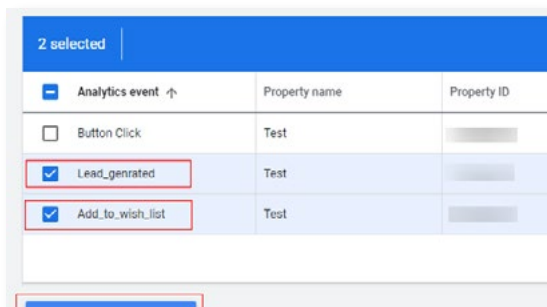 2 selected
Analytics event ↑ Property name Property ID
Button Click Test
Lead_genrated Test
Add_to_wish_list Test